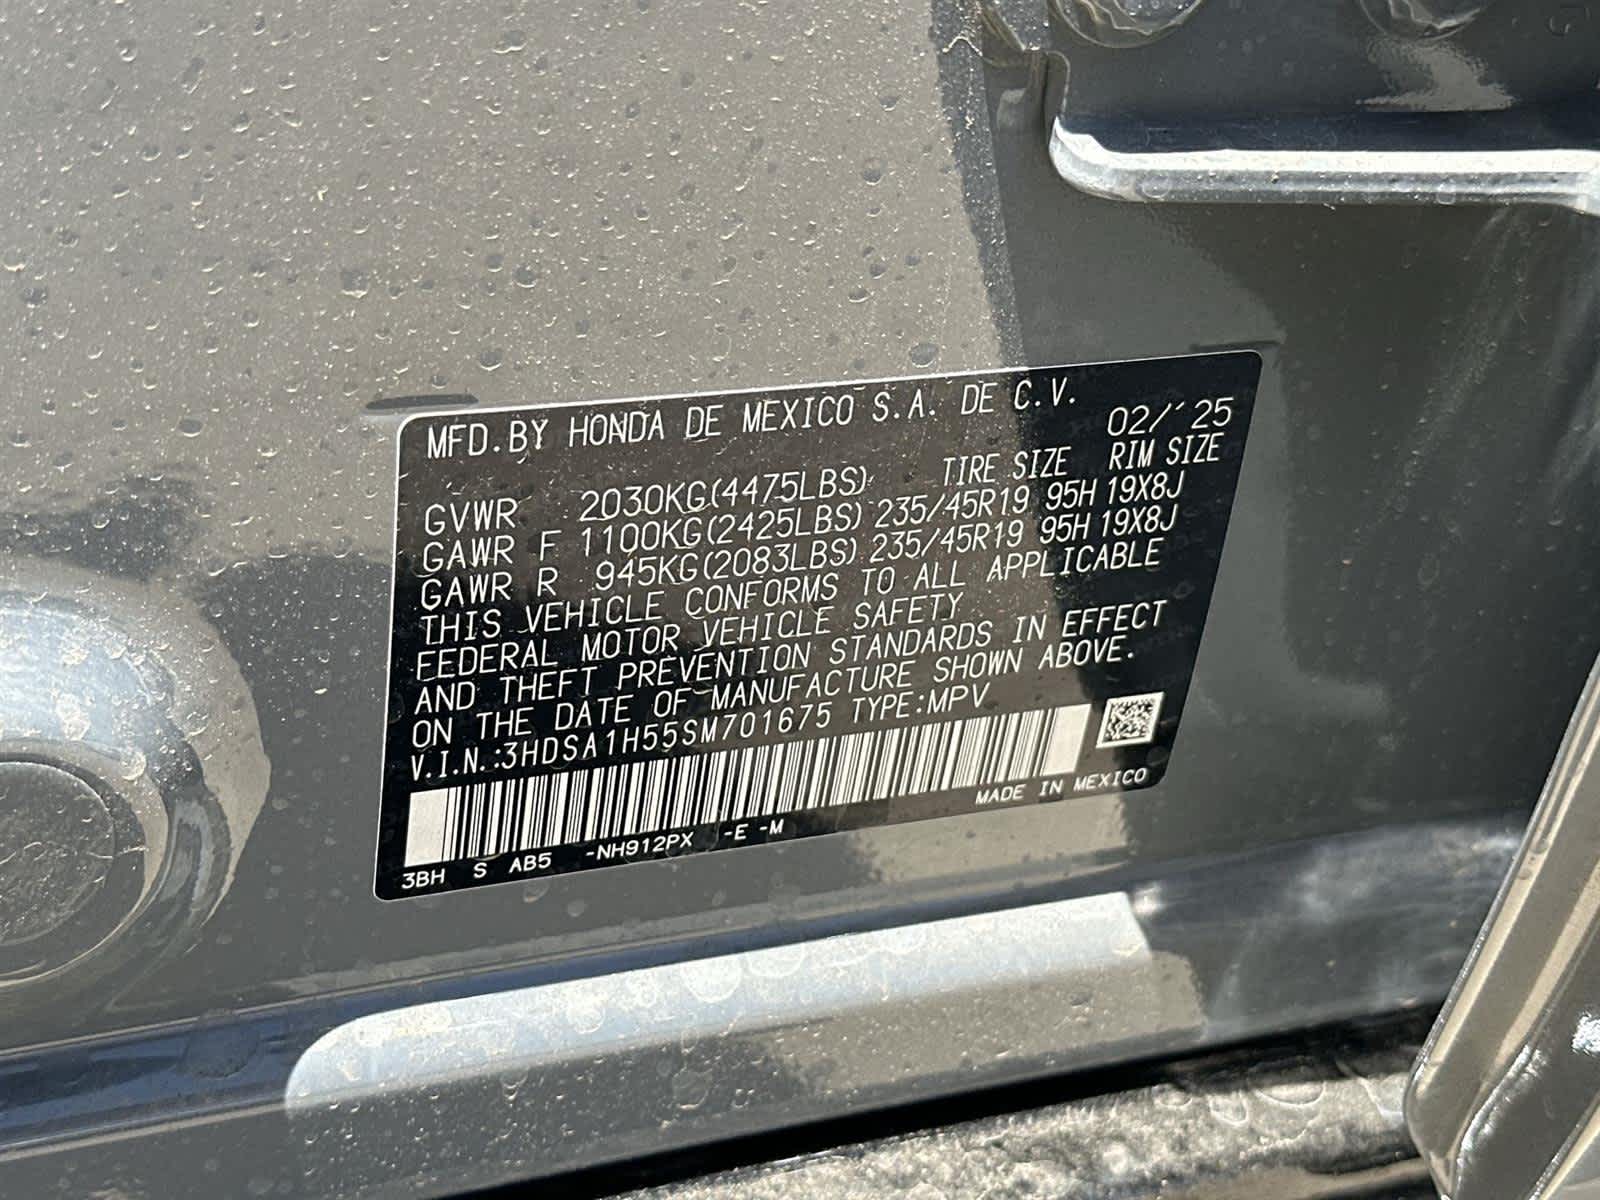 MFD.BY HONDA DE MEXICO S.A. DE C.V.
02/'25
TIRE SIZE RIM SIZE
GVWR 2030KG(4475LBS)
GAWR F 1100KG(2425LBS) 235/45R19 95H 19X8J
GAWR R 945KG(2083LBS) 235/45R19 95H 19X8J
THIS VEHICLE CONFORMS TO ALL APPLICABLE
FEDERAL MOTOR VEHICLE SAFETY
AND THEFT PREVENTION STANDARDS IN EFFECT
ON THE DATE OF MANUFACTURE SHOWN ABOVE.
V.I.N.:3HDSA1H55SM701675 TYPE:MPV
MADE IN MEXICO
3BH S AB5 -NH912PX -E -M